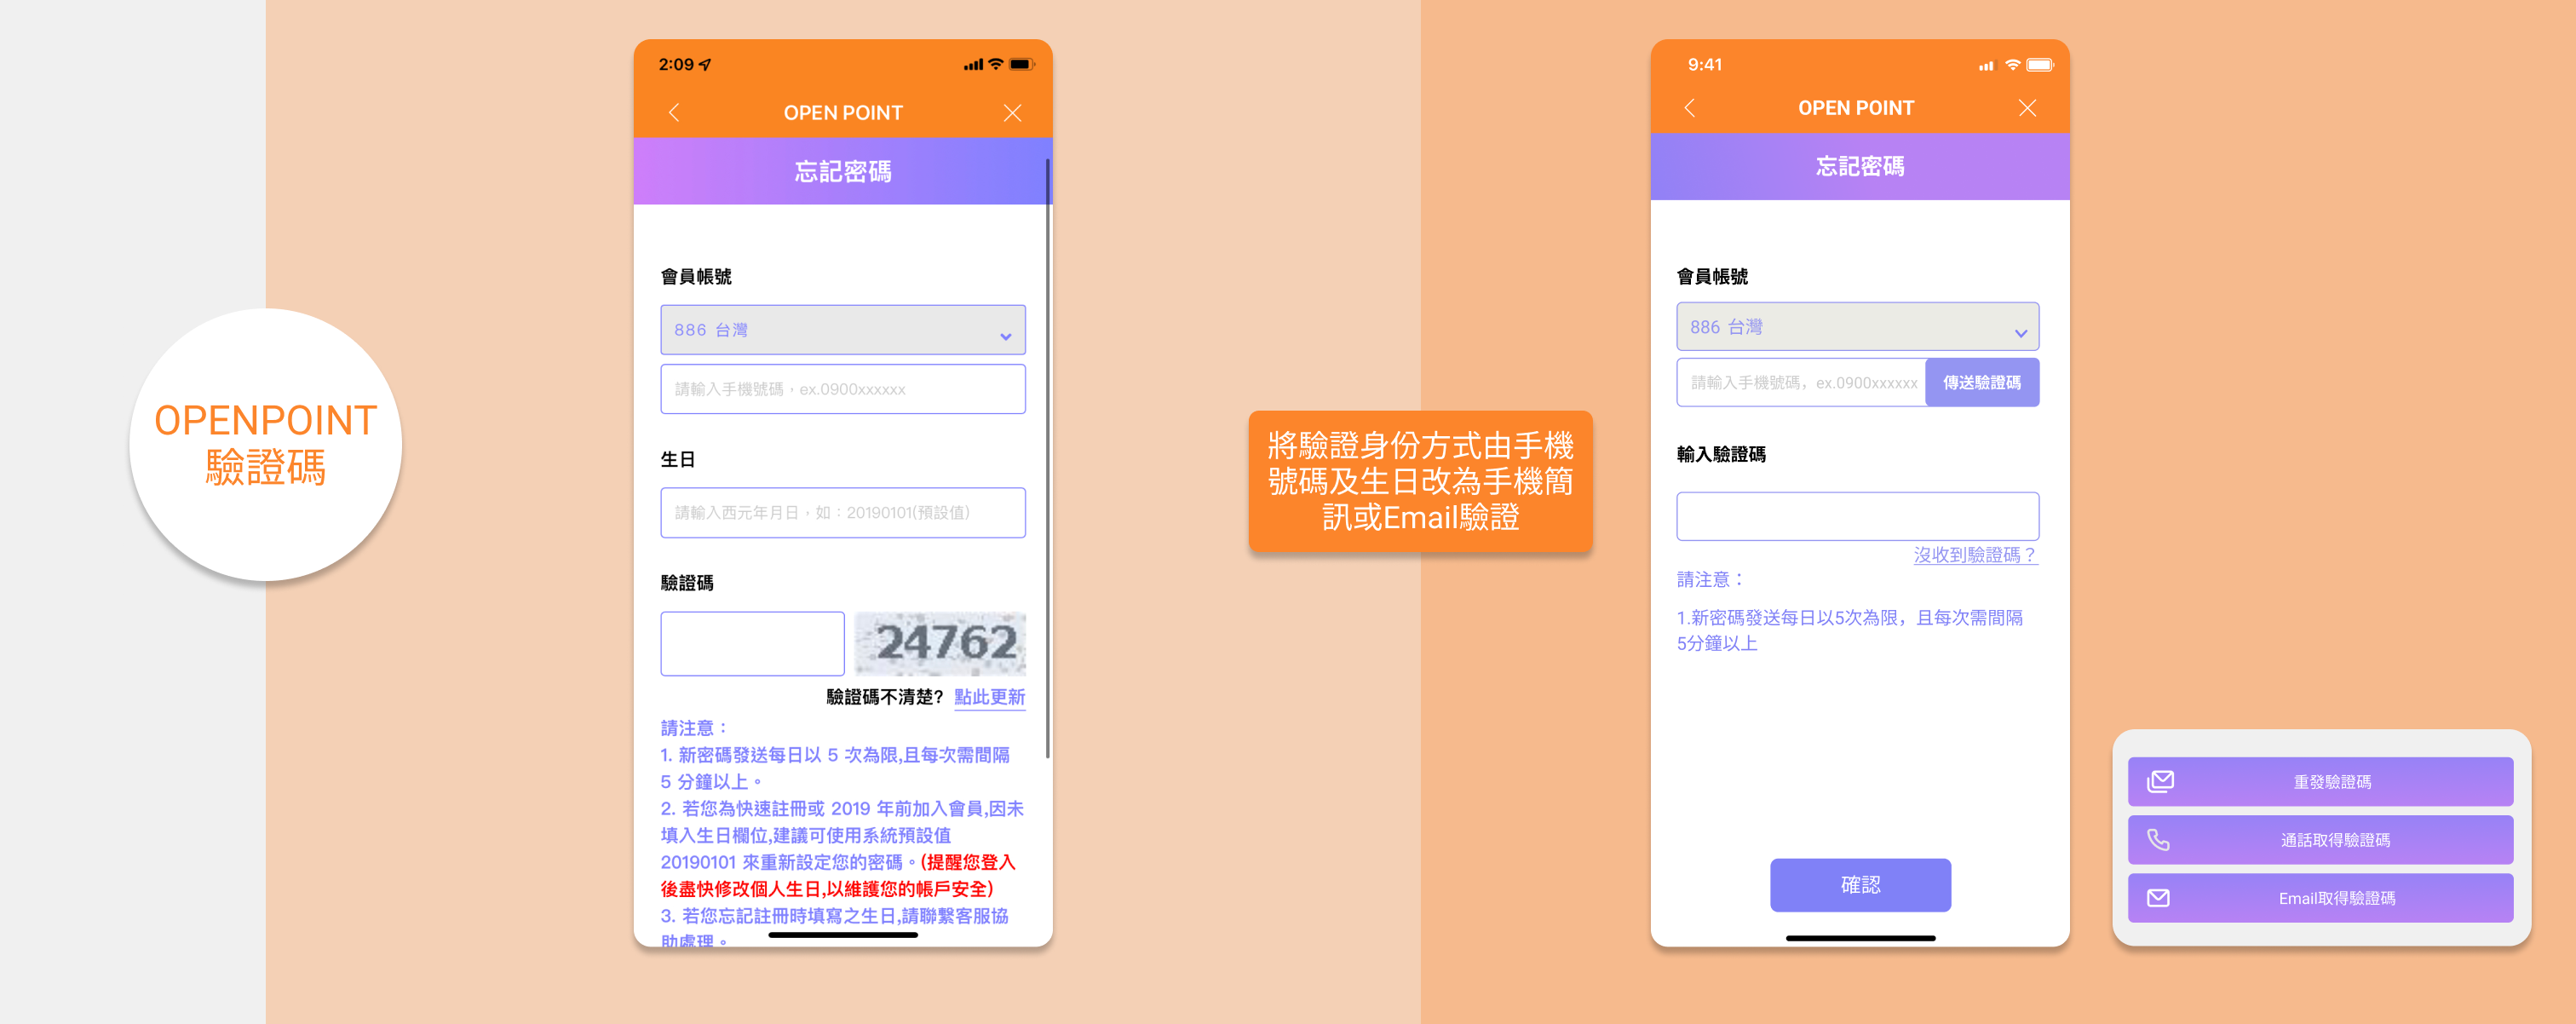 OPENPOINT
驗證碼
2:09
OPEN POINT
忘記密碼
會員帳號
886 台灣
請輸入手機號碼，ex.0900xxxxxx
生日
請輸入西元年月日，如：20190101(預設值)
驗證碼
24762
驗證碼不清楚? 點此更新
請注意：
1. 新密碼發送每日以 5 次為限,且每次需間隔
5 分鐘以上。
2. 若您為快速註冊或 2019 年前加入會員,因未
填入生日欄位,建議可使用系統預設值
20190101 來重新設定您的密碼。(提醒您登入
後盡快修改個人生日,以維護您的帳戶安全)
3. 若您忘記註冊時填寫之生日,請聯繫客服協
助處理。
將驗證身份方式由手機
號碼及生日改為手機簡
訊或Email驗證
9:41
OPEN POINT
忘記密碼
會員帳號
886 台灣
請輸入手機號碼，ex.0900xxxxxx
傳送驗證碼
輸入驗證碼
沒收到驗證碼？
請注意：
1.新密碼發送每日以5次為限，且每次需間隔
5分鐘以上
確認
重發驗證碼
通話取得驗證碼
Email取得驗證碼